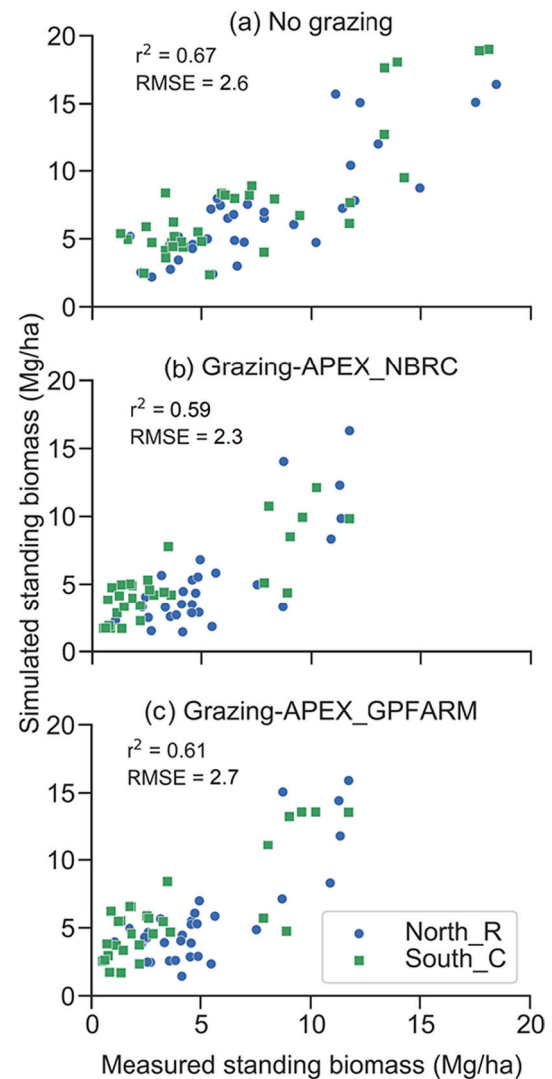 (a) No grazing
r² = 0.67
RMSE = 2.6
20
15
10
5
0
(b) Grazing-APEX_NBRC
r² = 0.59
RMSE = 2.3
20
15
10
5
0
(c) Grazing-APEX_GPFARM
r² = 0.61
RMSE = 2.7
20
15
10
5
0
North_R
South_C
0 5 10 15 20
Simulated standing biomass (Mg/ha)
Measured standing biomass (Mg/ha)